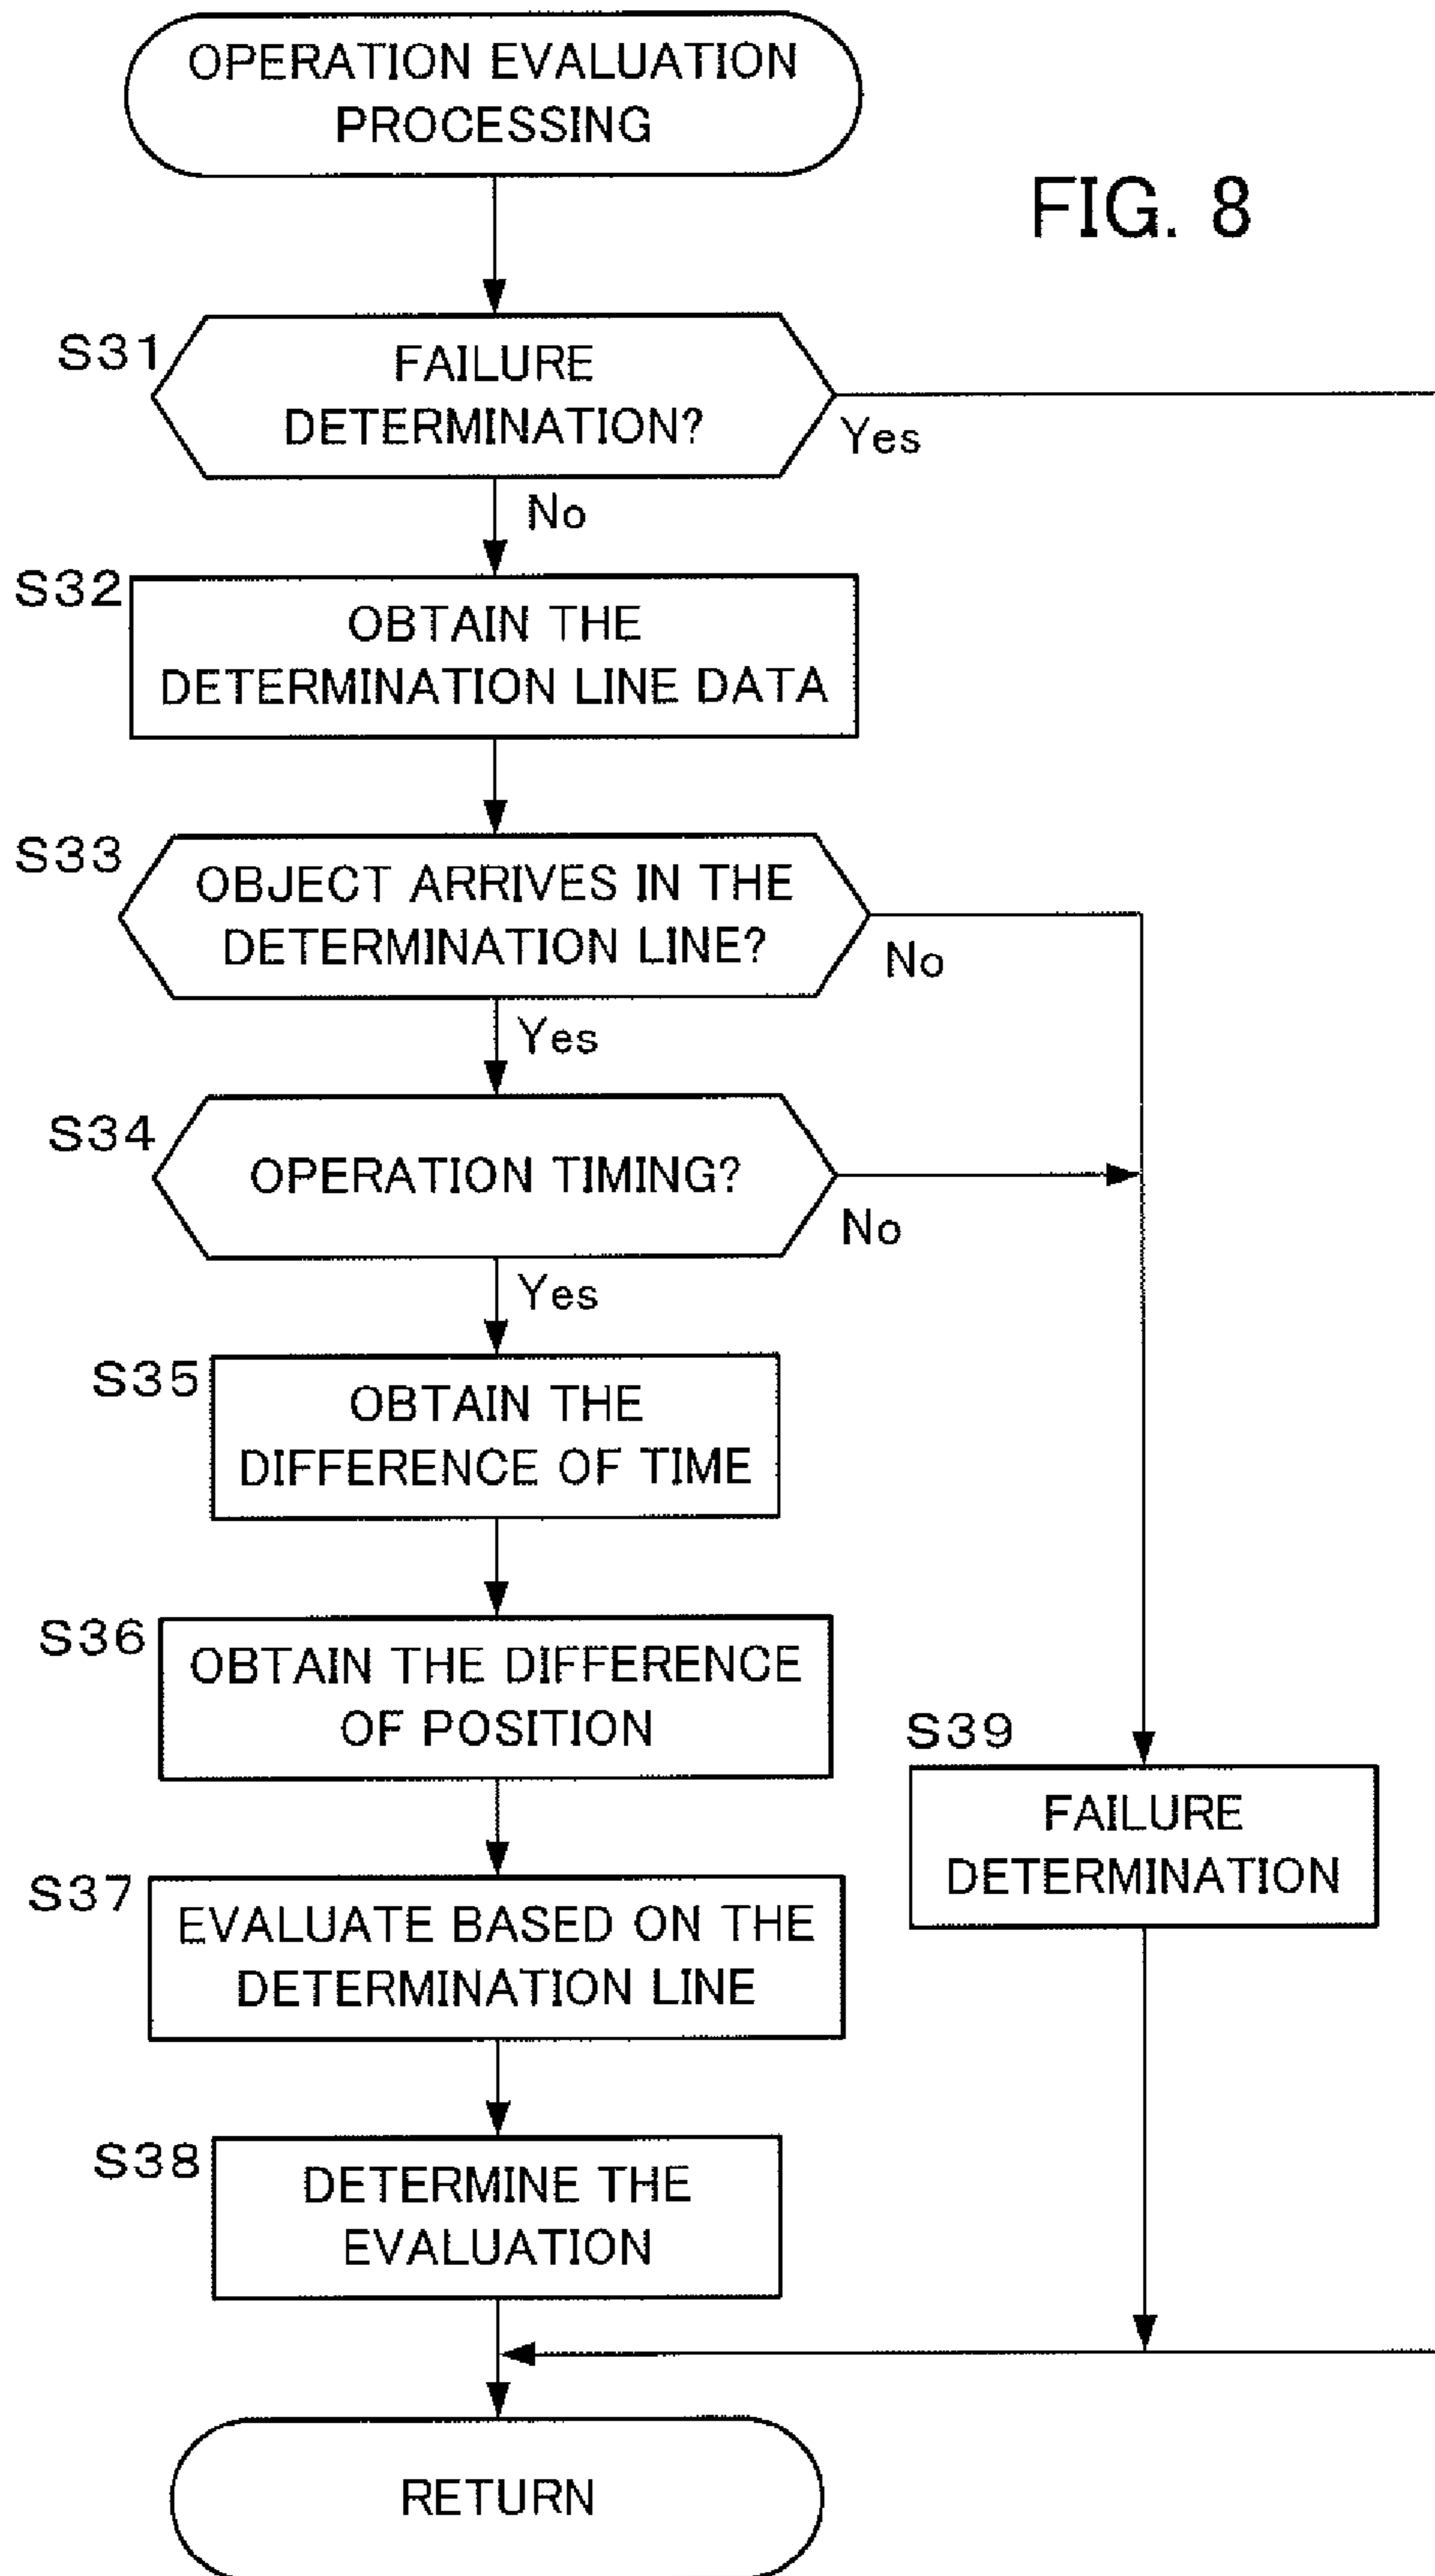 OPERATION EVALUATION
PROCESSING
FIG. 8
S31
FAILURE
DETERMINATION?
Yes
No
S32
OBTAIN THE
DETERMINATION LINE DATA
S33
OBJECT ARRIVES IN THE
DETERMINATION LINE?
No
Yes
S34
OPERATION TIMING?
No
Yes
S35
OBTAIN THE
DIFFERENCE OF TIME
S36
OBTAIN THE DIFFERENCE
OF POSITION
S39
FAILURE
DETERMINATION
S37
EVALUATE BASED ON THE
DETERMINATION LINE
S38
DETERMINE THE
EVALUATION
RETURN